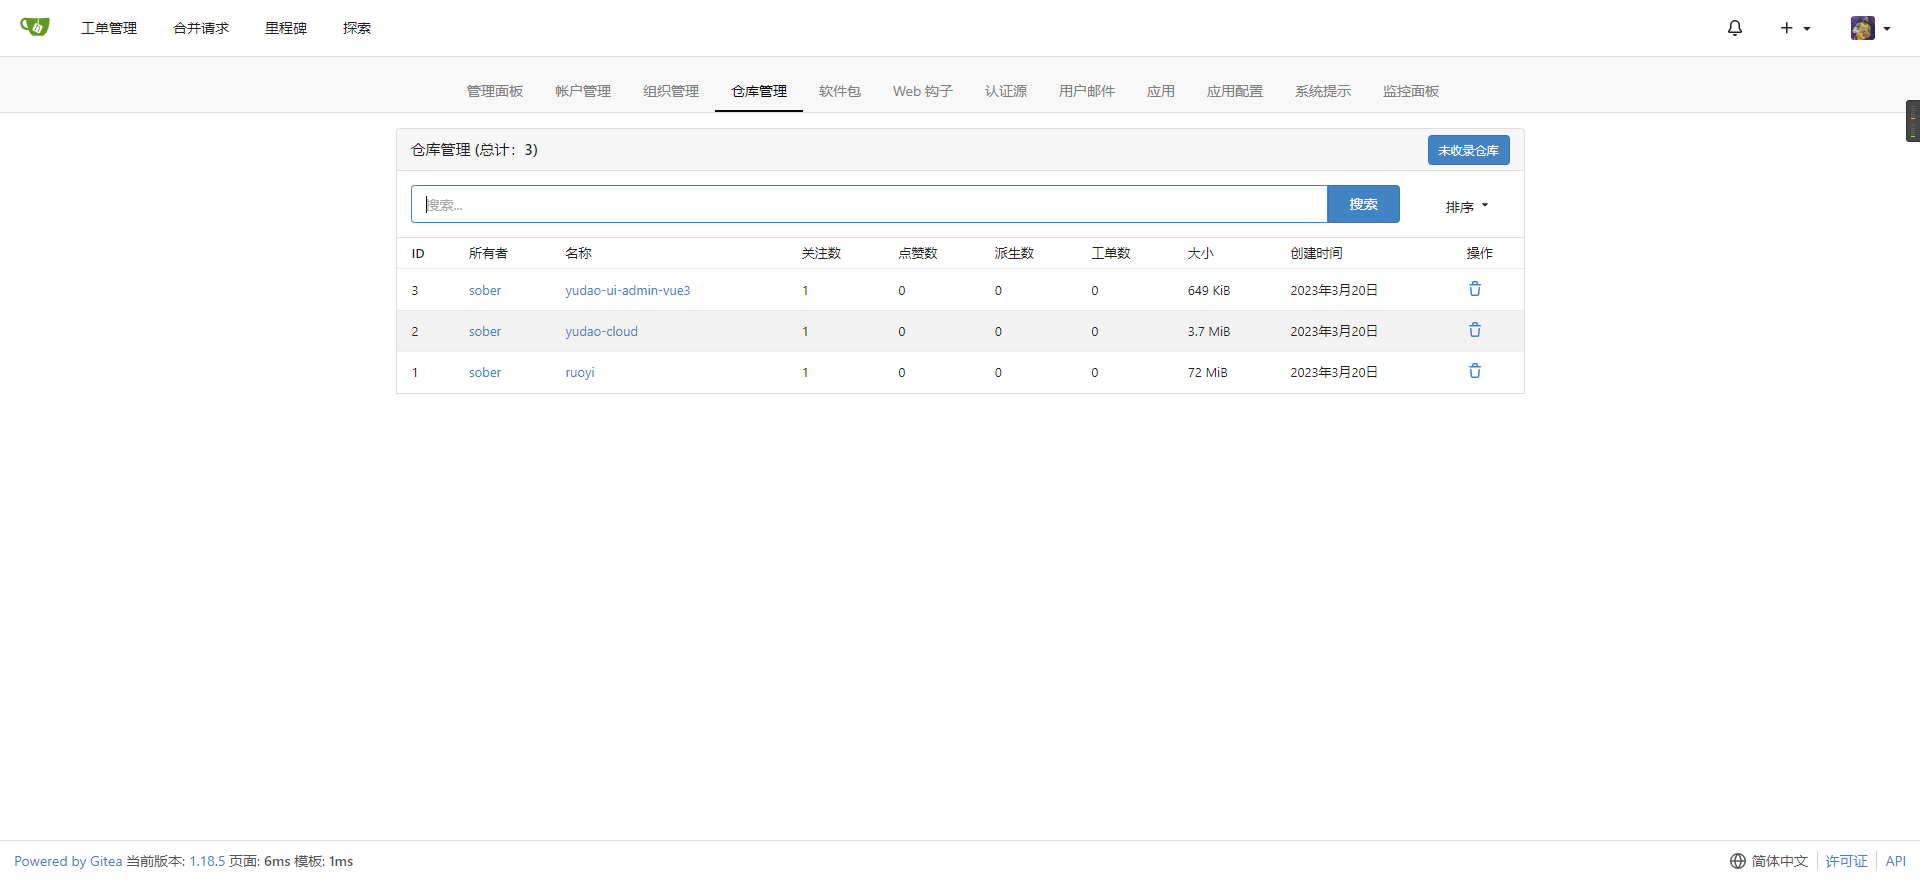 工单管理 合并请求 里程碑 探索
管理面板 帐户管理 组织管理 仓库管理 软件包 Web 钩子 认证源 用户邮件 应用 应用配置 系统提示 监控面板
仓库管理 (总计：3) 未收录仓库
搜索... 搜索 排序
ID 所有者 名称 关注数 点赞数 派生数 工单数 大小 创建时间 操作
3 sober yudao-ui-admin-vue3 1 0 0 0 649 KiB 2023年3月20日
2 sober yudao-cloud 1 0 0 0 3.7 MiB 2023年3月20日
1 sober ruoyi 1 0 0 0 72 MiB 2023年3月20日
Powered by Gitea 当前版本: 1.18.5 页面: 6ms 模板: 1ms 简体中文 许可证 API